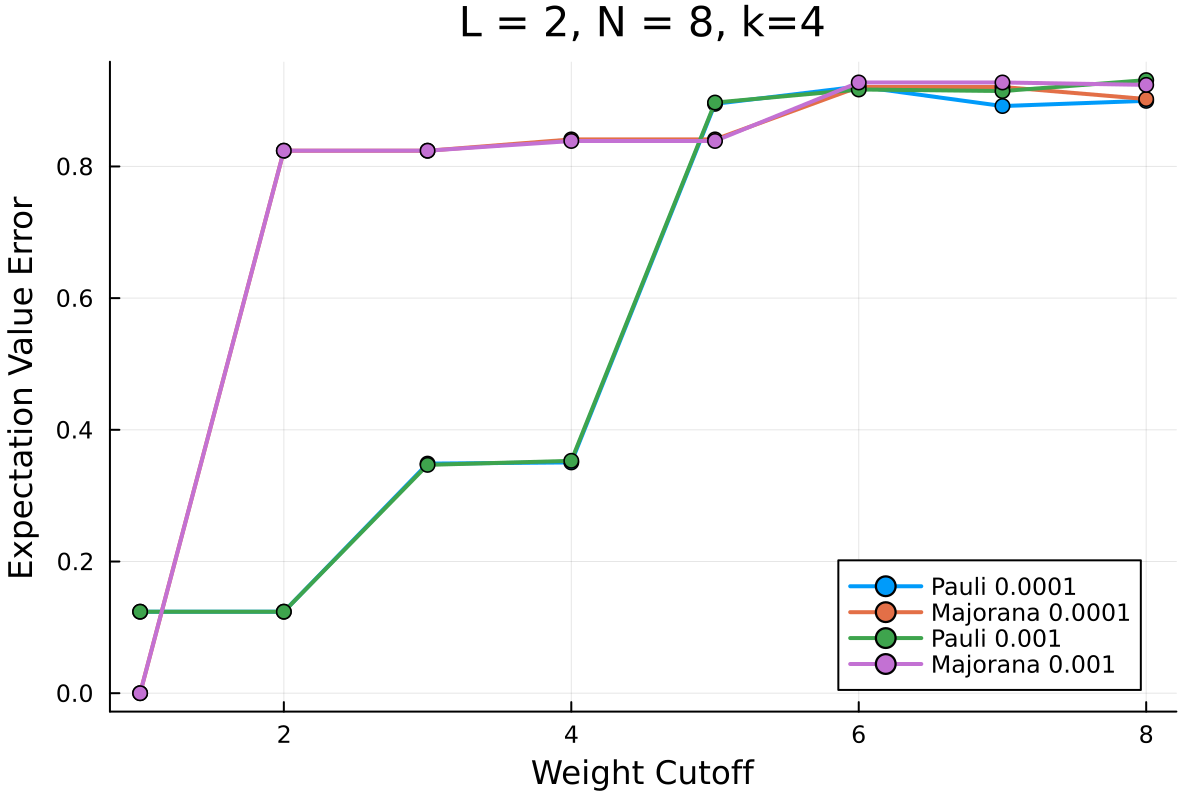 L = 2, N = 8, k=4
Expectation Value Error
0.8
0.6
0.4
0.2
0.0
2 4 6 8
Weight Cutoff
Pauli 0.0001
Majorana 0.0001
Pauli 0.001
Majorana 0.001